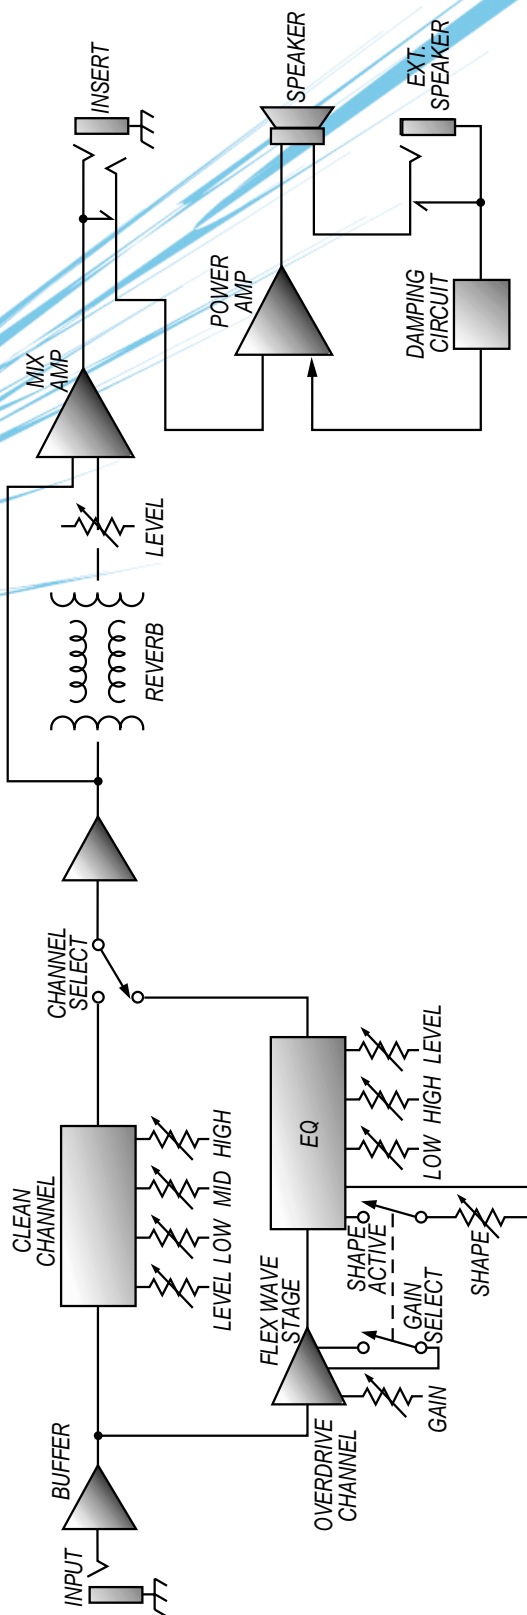 INPUT
BUFFER
CLEAN
CHANNEL
LEVEL
LOW
MID
HIGH
OVERDRIVE
CHANNEL
FLEX WAVE
STAGE
GAIN
GAIN
SELECT
SHAPE
ACTIVE
SHAPE
EQ
LOW
HIGH
LEVEL
CHANNEL
SELECT
REVERB
LEVEL
MIX
AMP
INSERT
POWER
AMP
SPEAKER
DAMPING
CIRCUIT
EXT.
SPEAKER